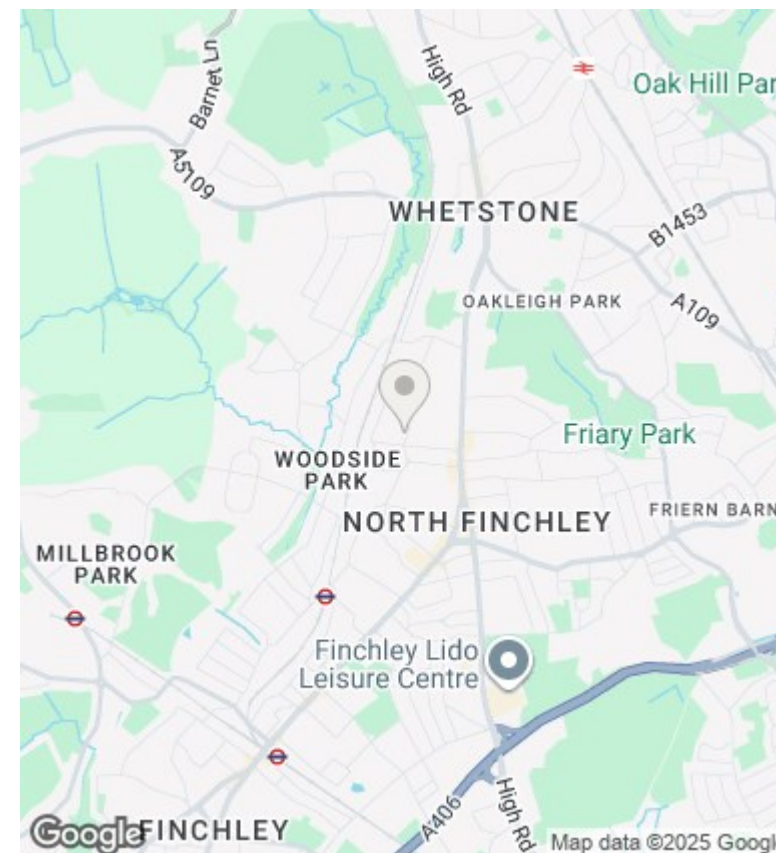 Barnet Ln
High Rd
Oak Hill Par
A5109
WHETSTONE
B1453
OAKLEIGH PARK
A109
Friary Park
WOODSIDE
PARK
NORTH FINCHLEY
FRIERN BARN
MILLBROOK
PARK
Finchley Lido
Leisure Centre
A406
High Rd
Google
FINCHLEY
Map data ©2025 Googl